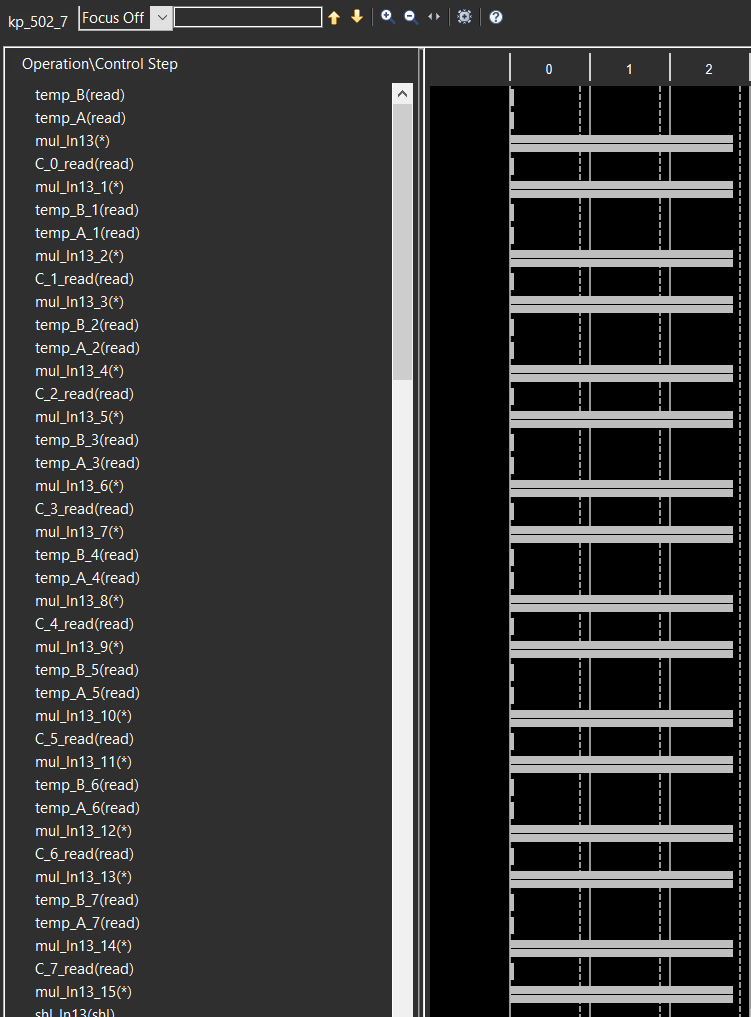 kp_502_7 Focus Off
Operation\Control Step 0 1 2
temp_B(read)
temp_A(read)
mul_ln13(*)
C_0_read(read)
mul_ln13_1(*)
temp_B_1(read)
temp_A_1(read)
mul_ln13_2(*)
C_1_read(read)
mul_ln13_3(*)
temp_B_2(read)
temp_A_2(read)
mul_ln13_4(*)
C_2_read(read)
mul_ln13_5(*)
temp_B_3(read)
temp_A_3(read)
mul_ln13_6(*)
C_3_read(read)
mul_ln13_7(*)
temp_B_4(read)
temp_A_4(read)
mul_ln13_8(*)
C_4_read(read)
mul_ln13_9(*)
temp_B_5(read)
temp_A_5(read)
mul_ln13_10(*)
C_5_read(read)
mul_ln13_11(*)
temp_B_6(read)
temp_A_6(read)
mul_ln13_12(*)
C_6_read(read)
mul_ln13_13(*)
temp_B_7(read)
temp_A_7(read)
mul_ln13_14(*)
C_7_read(read)
mul_ln13_15(*)
shl_ln13(shl)